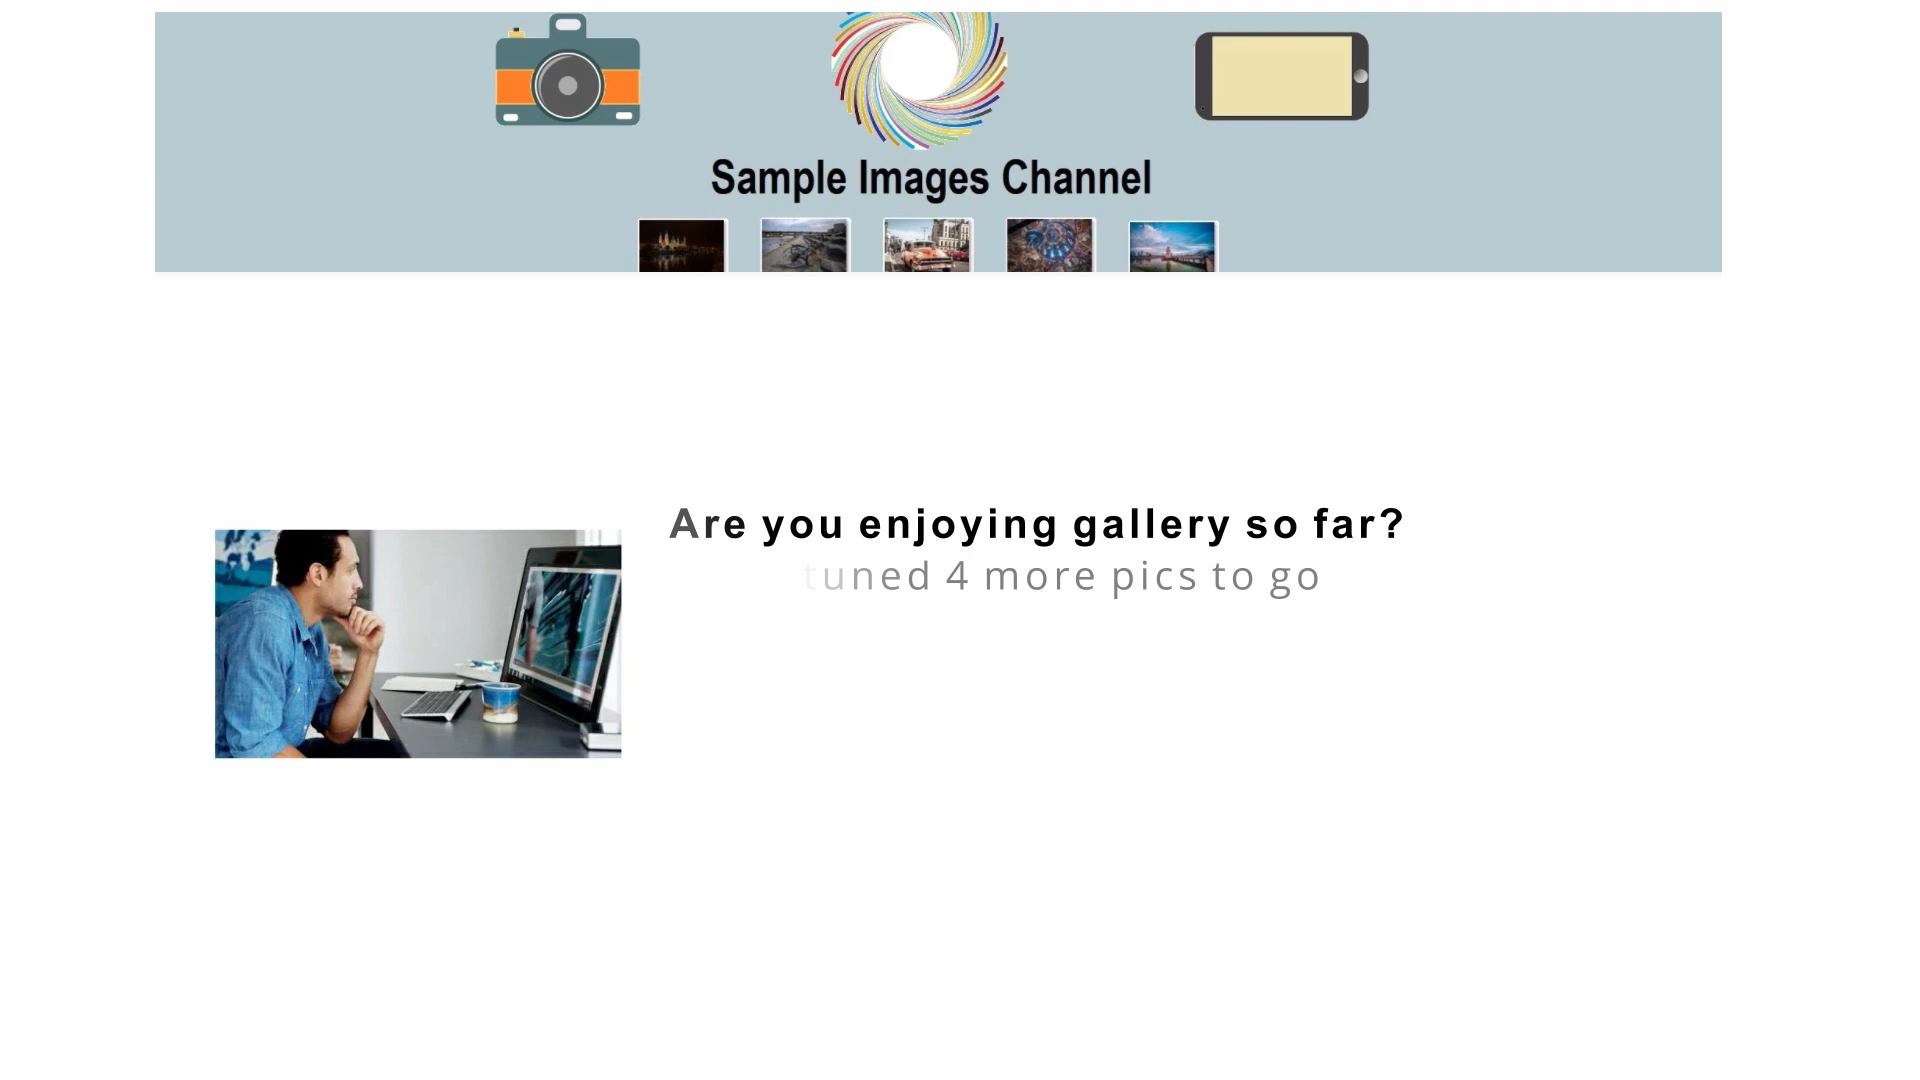 Sample Images Channel
Are you enjoying gallery so far?
tuned 4 more pics to go